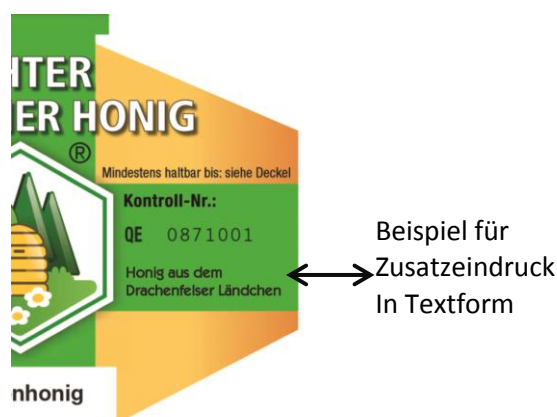 HTER
ER HONIG
®
Mindestens haltbar bis: siehe Deckel
Kontroll-Nr.:
QE 0871001
Honig aus dem
Drachenfelser Ländchen
nhonig
Beispiel für
Zusatzeindruck
In Textform